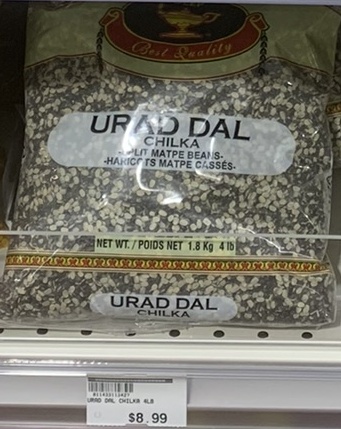 Best Quality
URAD DAL
CHILKA
-SPLIT MATPE BEANS-
-HARICOTS MATPE CASSÉS-
NET WT. / POIDS NET 1.8 Kg 4 lb
URAD DAL
CHILKA
URAD DAL CHILKA 4LB
$8.99